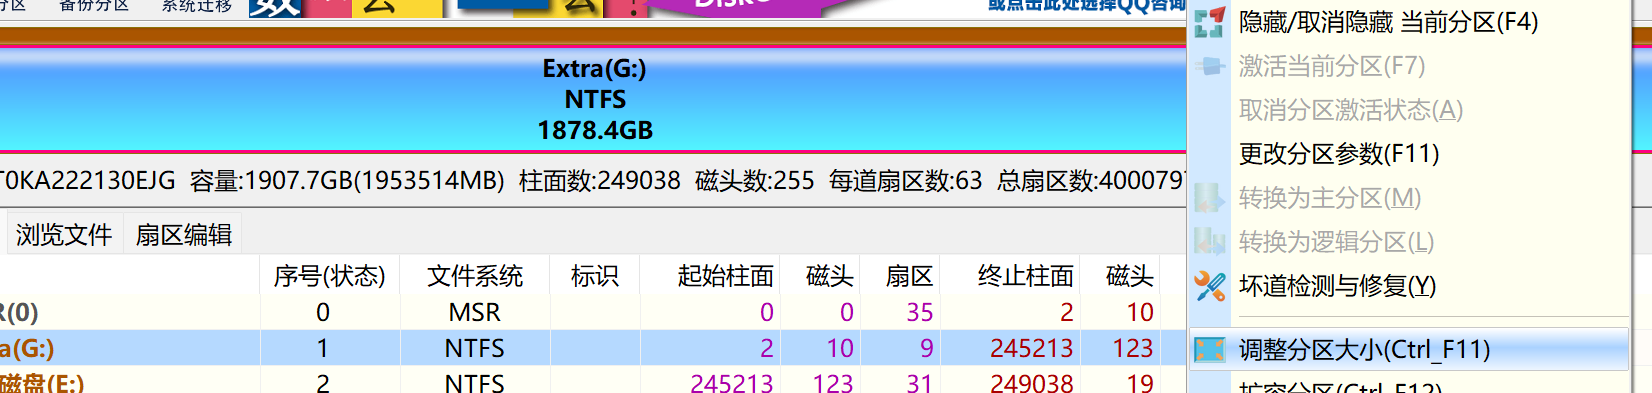 分区 备份分区 系统迁移
或点击此处选择QQ咨询
Extra(G:)
NTFS
1878.4GB
T0KA222130EJG 容量:1907.7GB(1953514MB) 柱面数:249038 磁头数:255 每道扇区数:63 总扇区数:4000797
浏览文件 扇区编辑
序号(状态) 文件系统 标识 起始柱面 磁头 扇区 终止柱面 磁头
R(0) 0 MSR 0 0 35 2 10
a(G:) 1 NTFS 2 10 9 245213 123
磁盘(E:) 2 NTFS 245213 123 31 249038 19
隐藏/取消隐藏 当前分区(F4)
激活当前分区(F7)
取消分区激活状态(A)
更改分区参数(F11)
转换为主分区(M)
转换为逻辑分区(L)
坏道检测与修复(Y)
调整分区大小(Ctrl_F11)
扩容分区(Ctrl_F12)